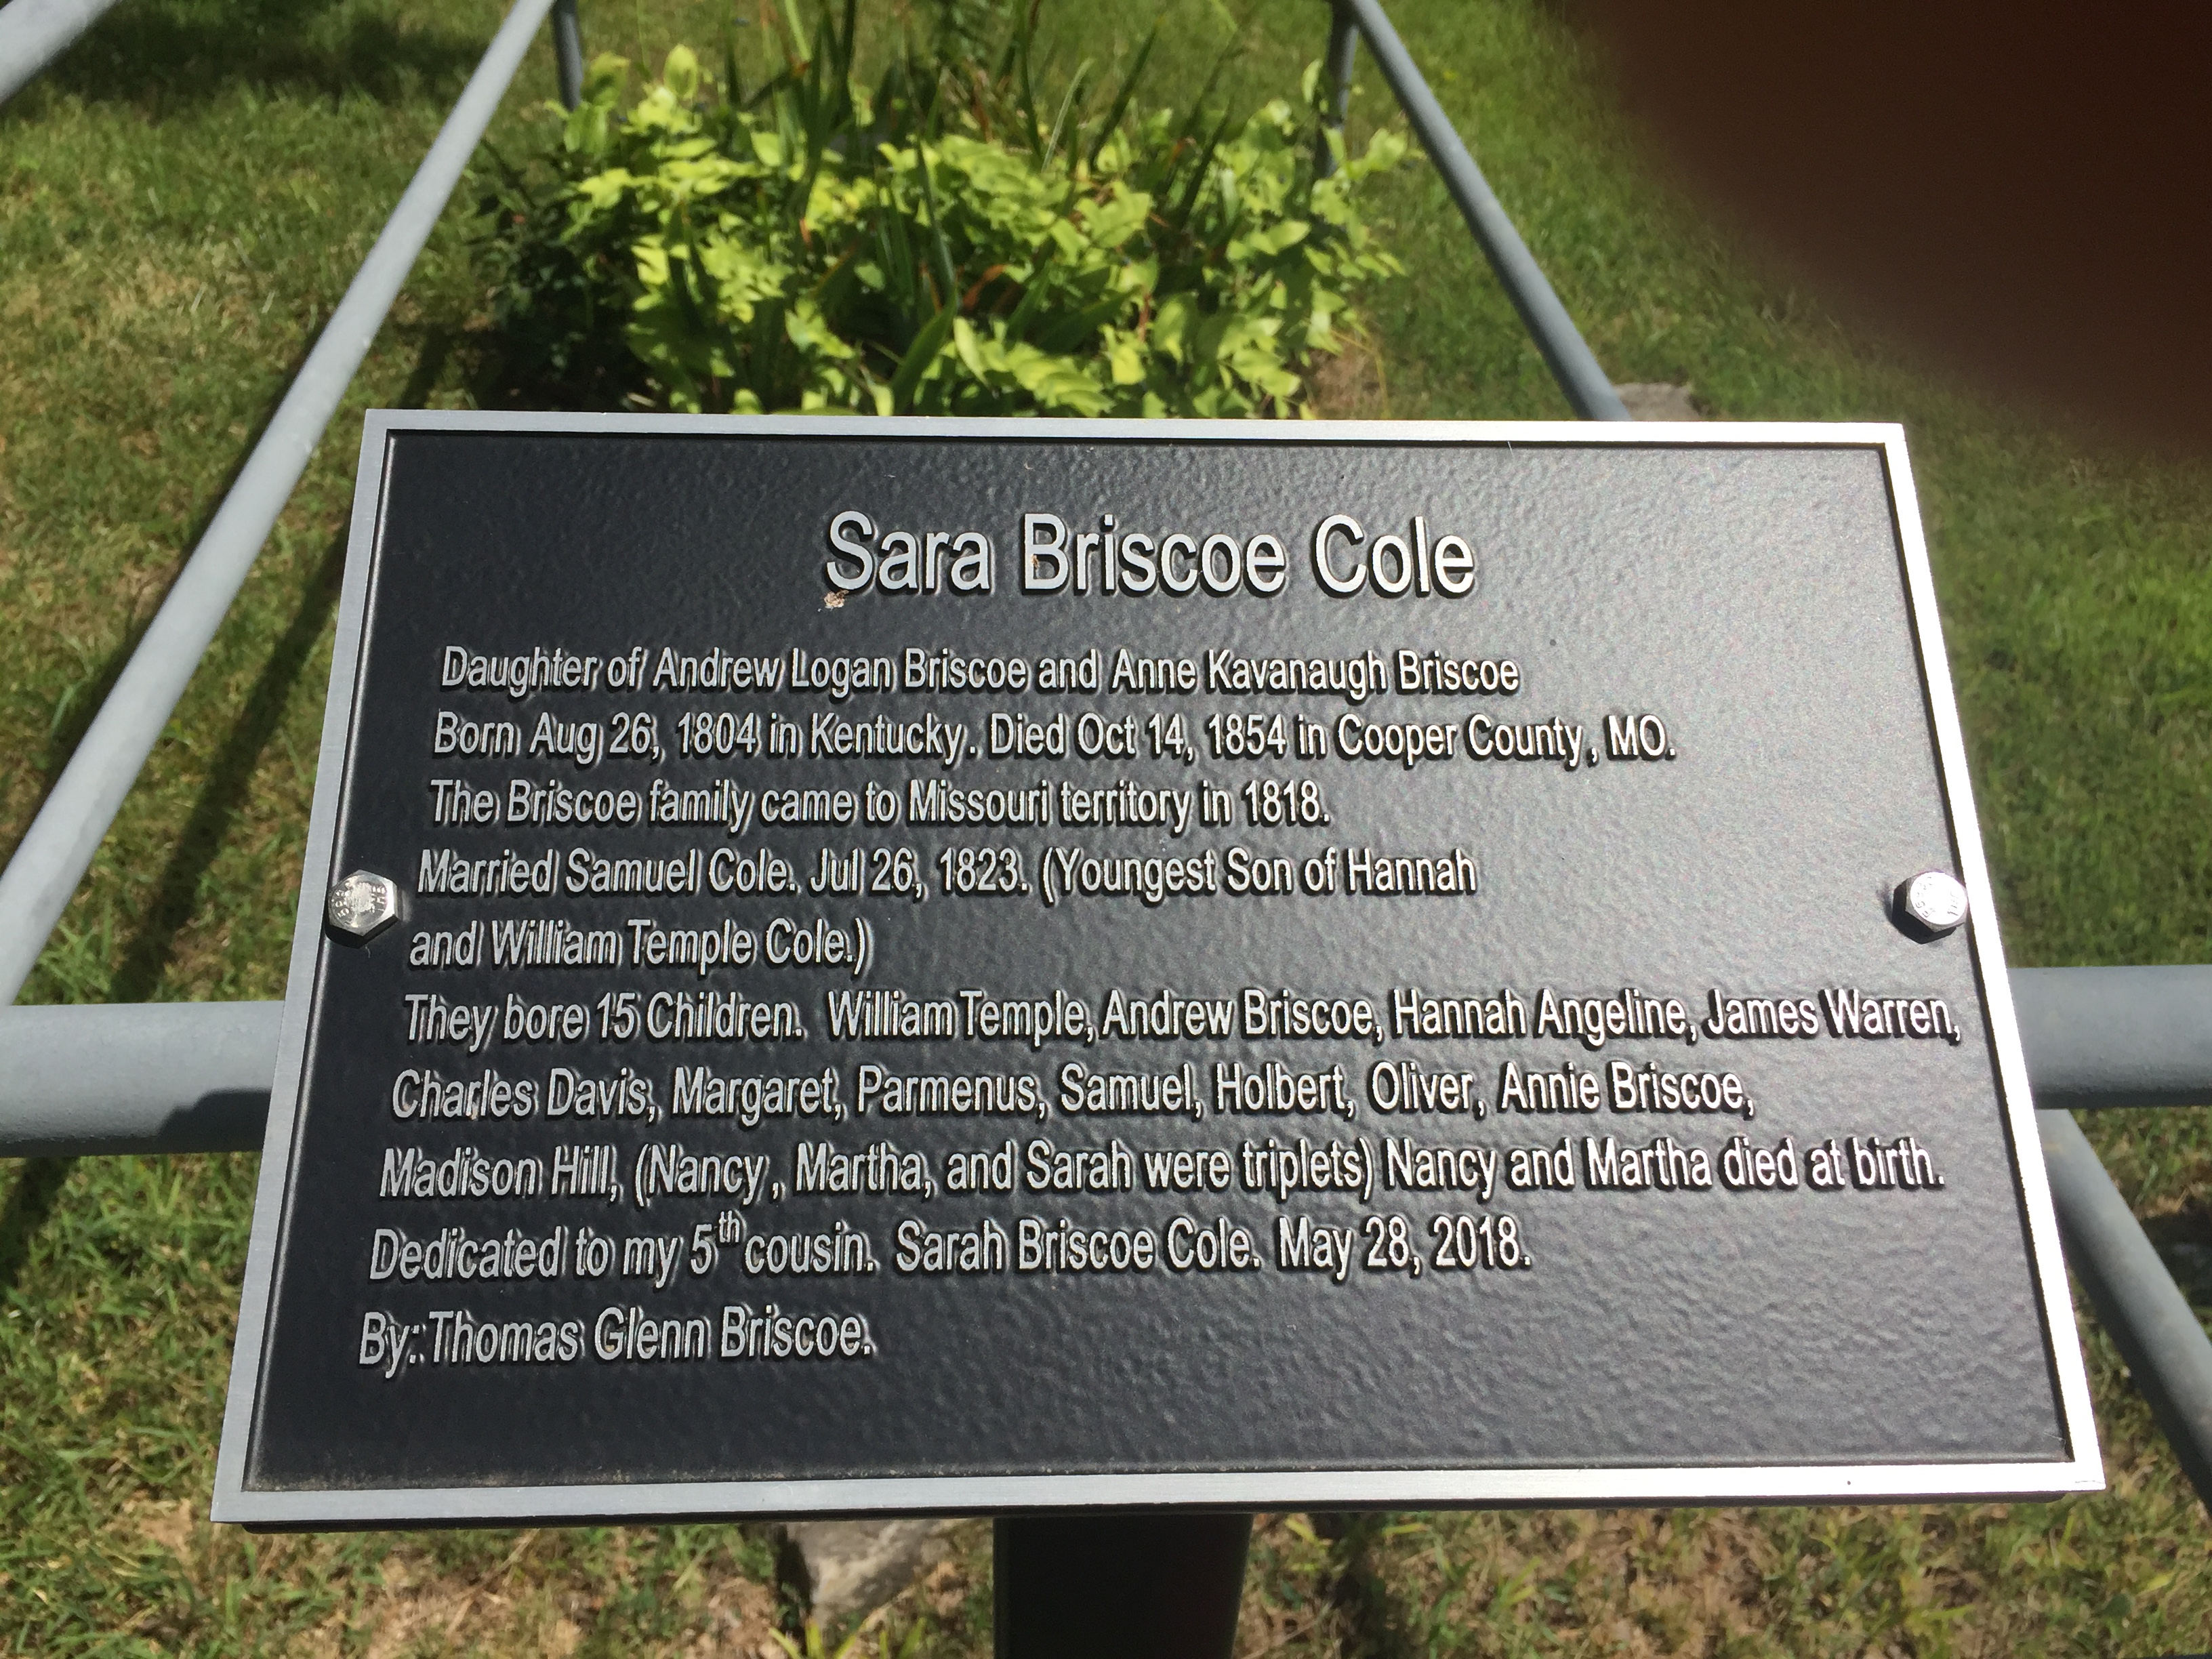 Sara Briscoe Cole
Daughter of Andrew Logan Briscoe and Anne Kavanaugh Briscoe
Born Aug 26, 1804 in Kentucky. Died Oct 14, 1854 in Cooper County, MO.
The Briscoe family came to Missouri territory in 1818.
Married Samuel Cole. Jul 26, 1823. (Youngest Son of Hannah
and William Temple Cole.)
They bore 15 Children. William Temple, Andrew Briscoe, Hannah Angeline, James Warren,
Charles Davis, Margaret, Parmenus, Samuel, Holbert, Oliver, Annie Briscoe,
Madison Hill, (Nancy, Martha, and Sarah were triplets) Nancy and Martha died at birth.
Dedicated to my 5th cousin. Sarah Briscoe Cole. May 28, 2018.
By: Thomas Glenn Briscoe.